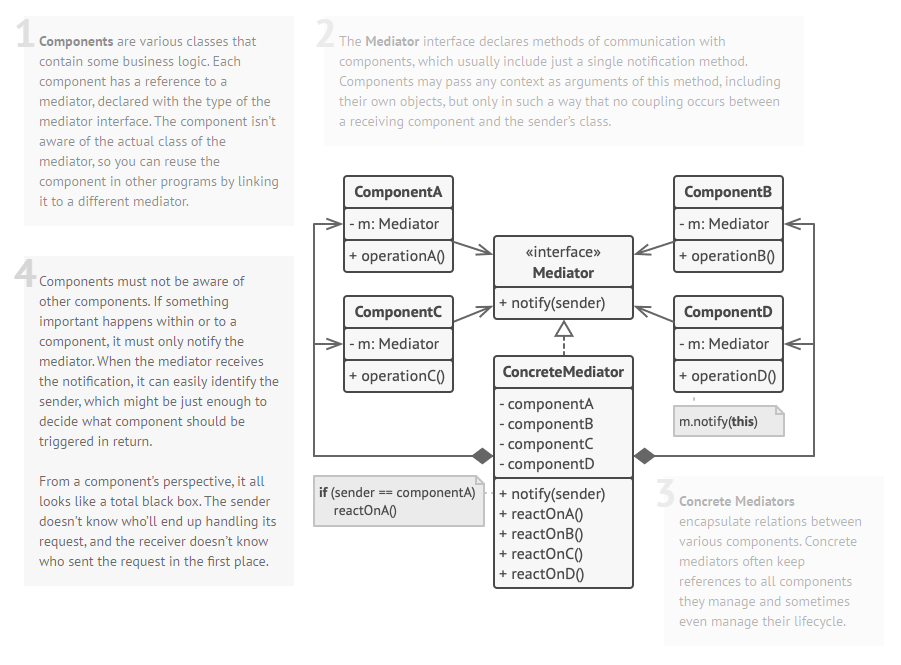 1
Components are various classes that
contain some business logic. Each
component has a reference to a
mediator, declared with the type of the
mediator interface. The component isn't
aware of the actual class of the
mediator, so you can reuse the
component in other programs by linking
it to a different mediator.
2
The Mediator interface declares methods of communication with
components, which usually include just a single notification method.
Components may pass any context as arguments of this method, including
their own objects, but only in such a way that no coupling occurs between
a receiving component and the sender's class.
ComponentA
- m: Mediator
+ operationA()
«interface»
Mediator
+ notify(sender)
ComponentB
- m: Mediator
+ operationB()
4
Components must not be aware of
other components. If something
important happens within or to a
component, it must only notify the
mediator. When the mediator receives
the notification, it can easily identify the
sender, which might be just enough to
decide what component should be
triggered in return.
From a component's perspective, it all
looks like a total black box. The sender
doesn't know who'll end up handling its
request, and the receiver doesn't know
who sent the request in the first place.
ComponentC
- m: Mediator
+ operationC()
ComponentD
- m: Mediator
+ operationD()
m.notify(this)
ConcreteMediator
- componentA
- componentB
- componentC
- componentD
+ notify(sender)
+ reactOnA()
+ reactOnB()
+ reactOnC()
+ reactOnD()
if (sender == componentA)
reactOnA()
3
Concrete Mediators
encapsulate relations between
various components. Concrete
mediators often keep
references to all components
they manage and sometimes
even manage their lifecycle.